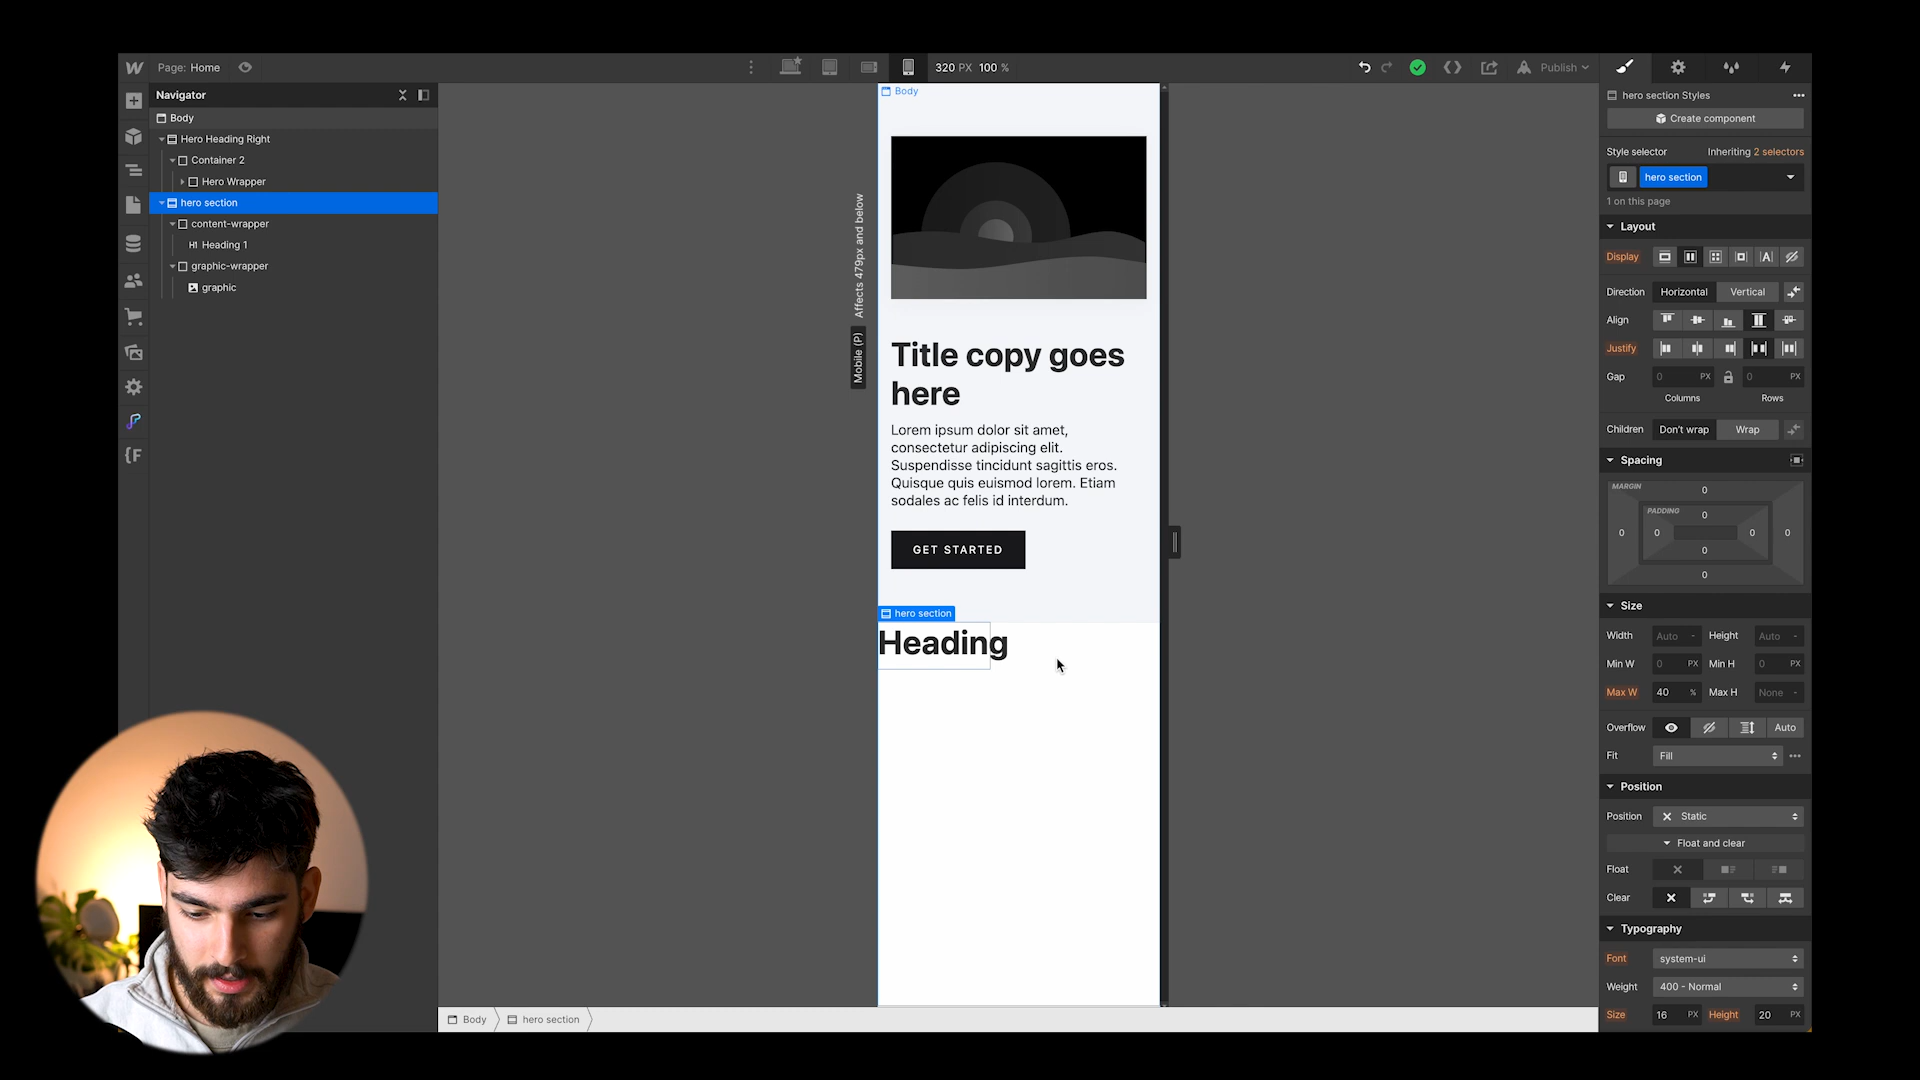 Page: Home
320 PX 100 %
Publish
Navigator
Body
Hero Heading Right
Container 2
Hero Wrapper
hero section
content-wrapper
H1 Heading 1
graphic-wrapper
graphic
Affects 479px and below
Mobile (P)
Body
Title copy goes
here
Lorem ipsum dolor sit amet,
consectetur adipiscing elit.
Suspendisse tincidunt sagittis eros.
Quisque quis euismod lorem. Etiam
sodales ac felis id interdum.
GET STARTED
hero section
Heading
Body
hero section
hero section Styles
Create component
Style selector Inheriting 2 selectors
hero section
1 on this page
Layout
Display
Direction Horizontal Vertical
Align
Justify
Gap 0 PX 0 PX
Columns Rows
Children Don't wrap Wrap
Spacing
MARGIN
0
PADDING
0
0 0 0 0
0
0
Size
Width Auto - Height Auto -
Min W 0 PX Min H 0 PX
Max W 40 % Max H None -
Overflow Auto
Fit Fill
Position
Position Static
Float and clear
Float
Clear
Typography
Font system-ui
Weight 400 - Normal
Size 16 PX Height 20 PX